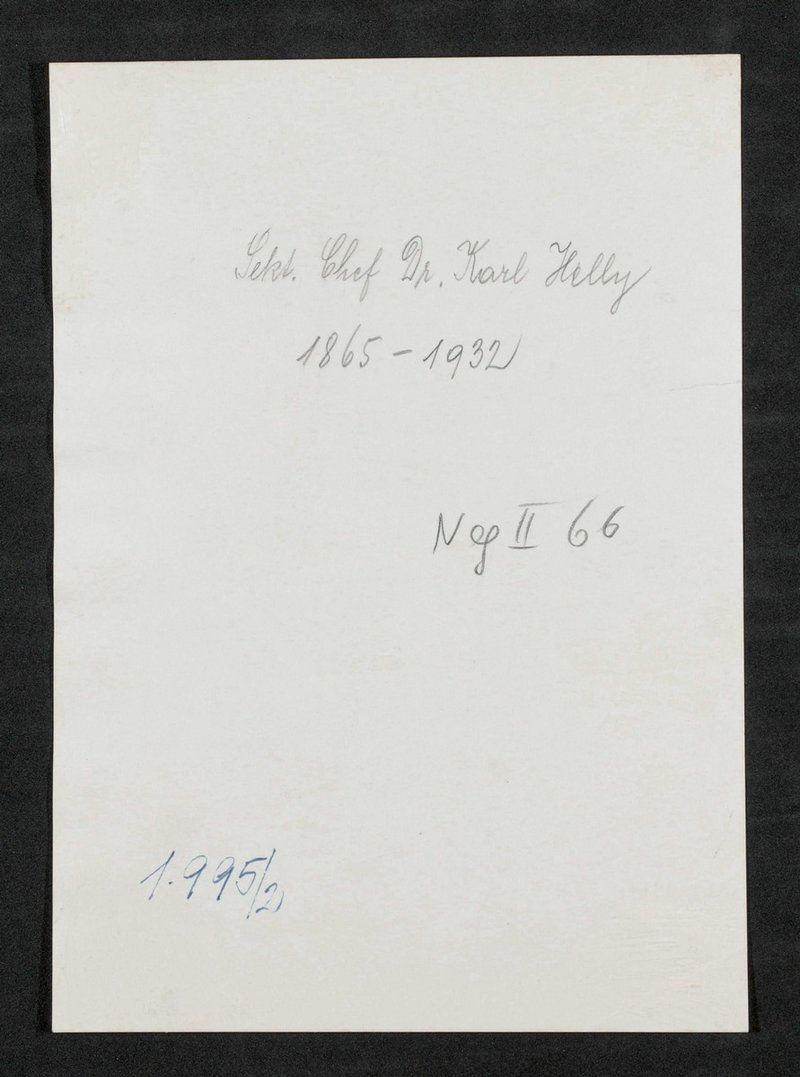 Sekt. Chef Dr. Karl Helly
1865 - 1932
Neg II 66
1.995/2